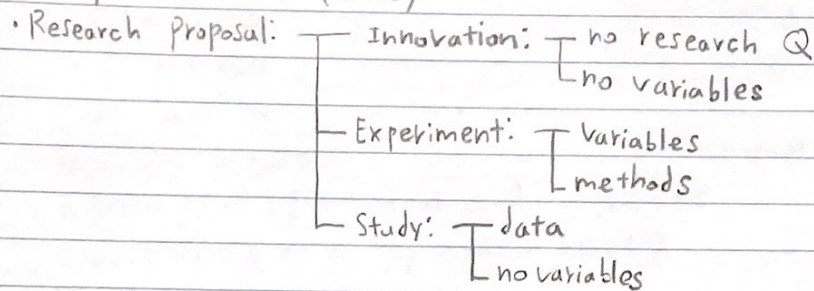 · Research Proposal: Innovation: no research Q
no variables
Experiment: Variables
methods
Study: data
no variables